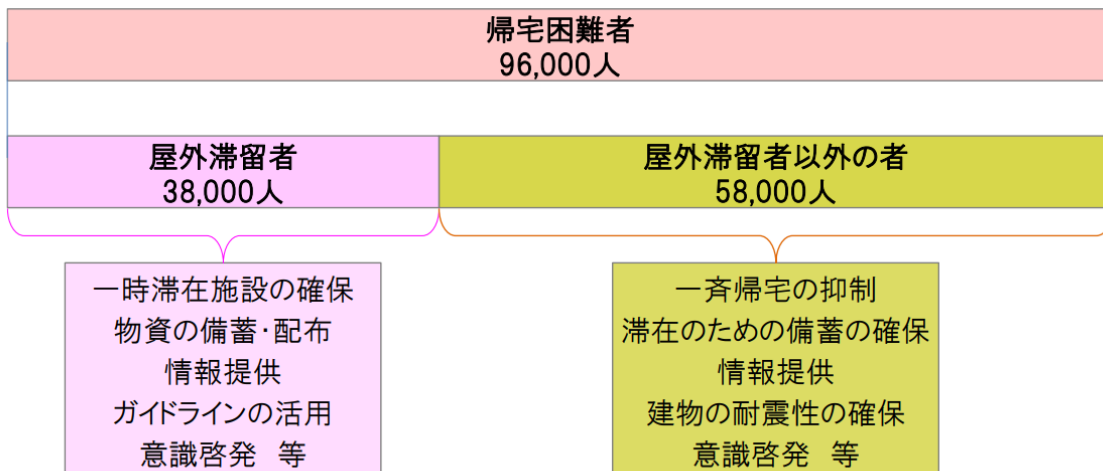 帰宅困難者
96,000人
屋外滞留者
38,000人
屋外滞留者以外の者
58,000人
一時滞在施設の確保
物資の備蓄・配布
情報提供
ガイドラインの活用
意識啓発　等
一斉帰宅の抑制
滞在のための備蓄の確保
情報提供
建物の耐震性の確保
意識啓発　等